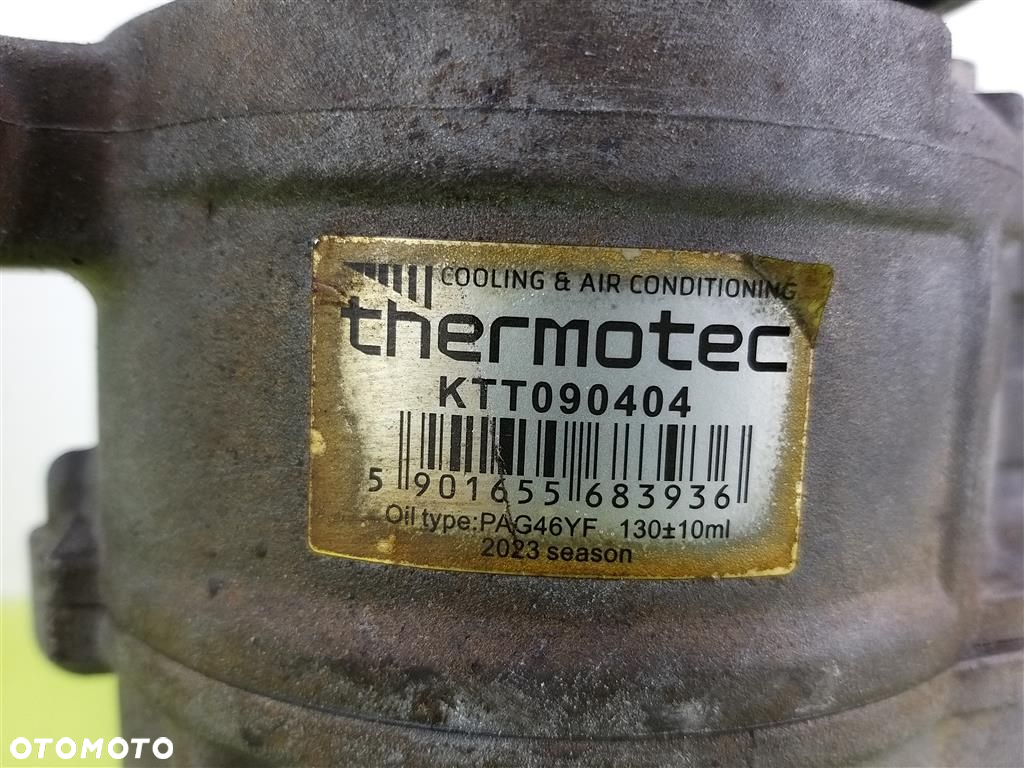 COOLING & AIR CONDITIONING
thermotec
KTT090404
5 901655 683936
Oil type:PAG46YF 130±10ml
2023 season
OTOMOTO